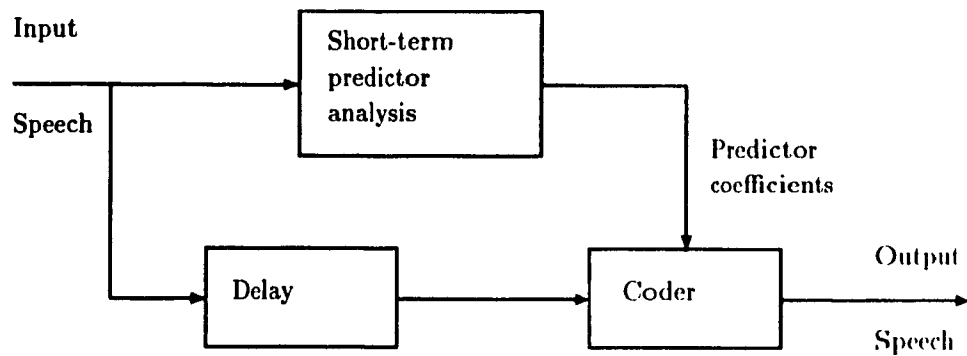 Input
Speech
Short-term
predictor
analysis
Predictor
coefficients
Delay
Coder
Output
Speech